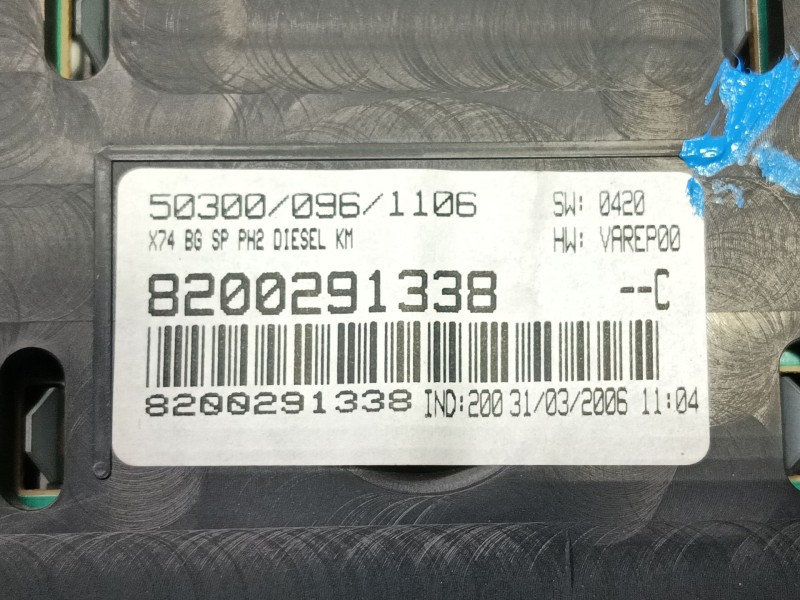 50300/096/1106 SW: 0420
X74 BG SP PH2 DIESEL KM HW: VAREP00
8200291338 --C
8200291338 IND:200 31/03/2006 11:04